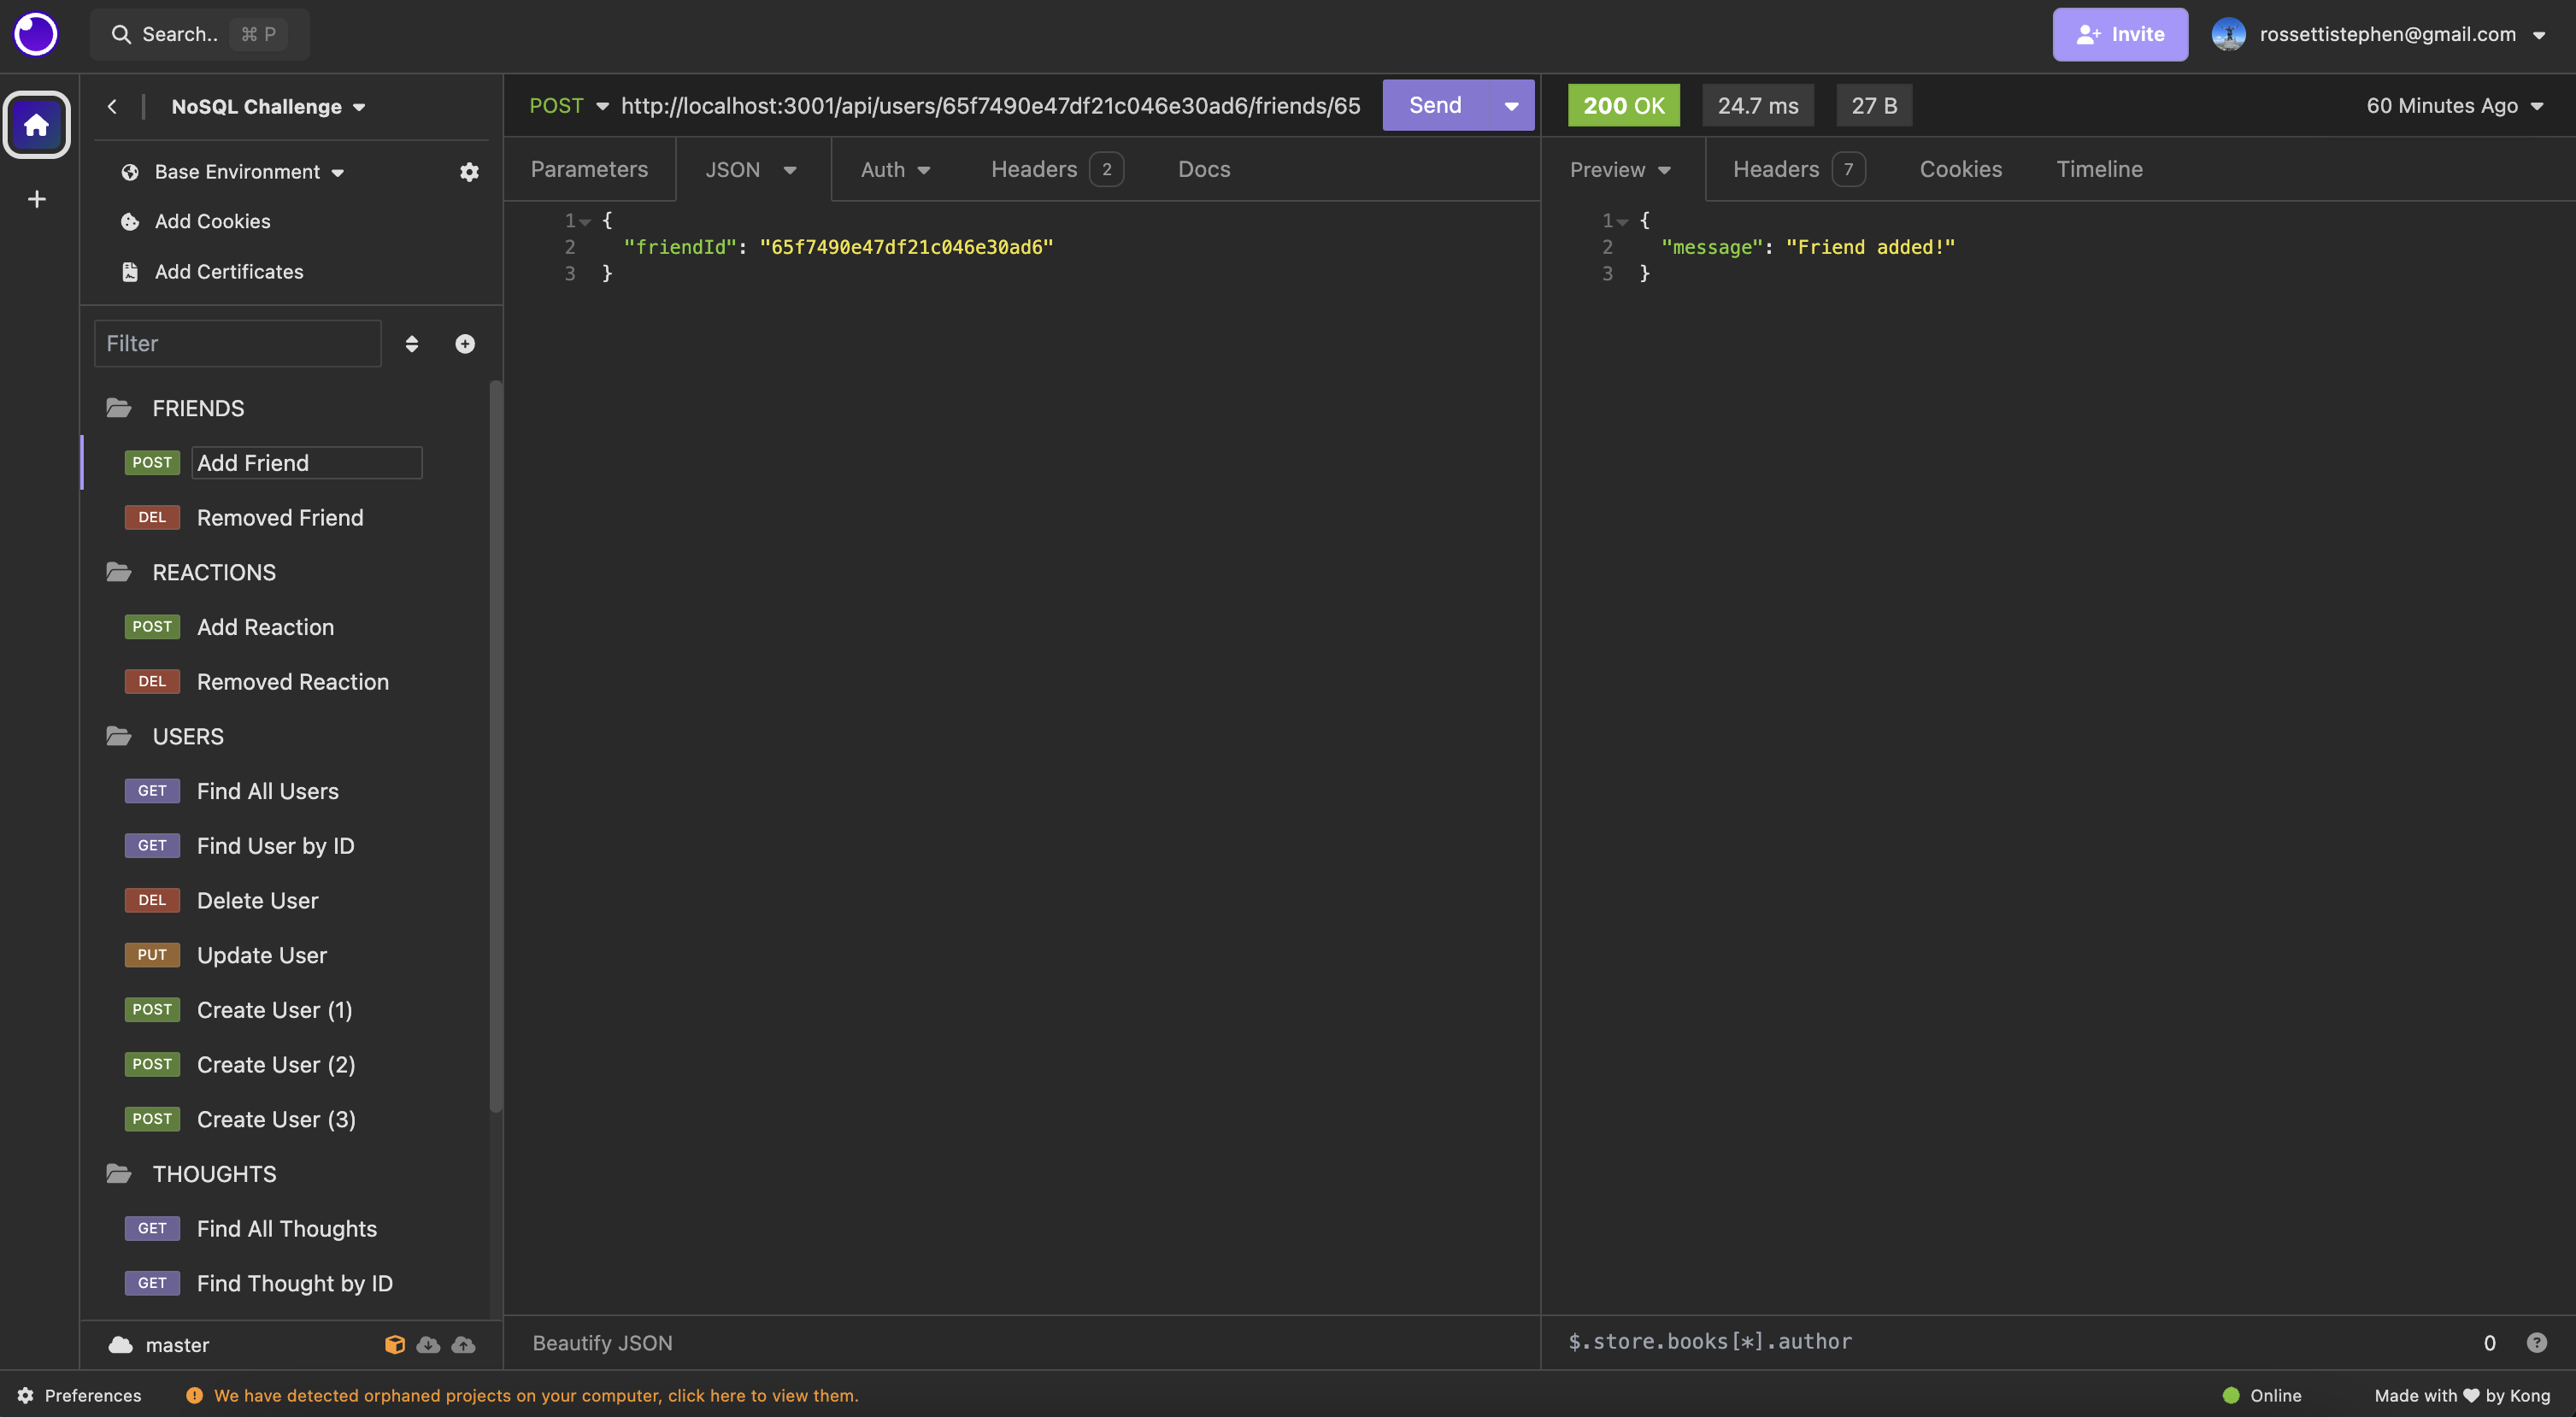 Search.. ⌘ P
Invite
rossettistephen@gmail.com
NoSQL Challenge
Base Environment
Add Cookies
Add Certificates
Filter
FRIENDS
POST Add Friend
DEL Removed Friend
REACTIONS
POST Add Reaction
DEL Removed Reaction
USERS
GET Find All Users
GET Find User by ID
DEL Delete User
PUT Update User
POST Create User (1)
POST Create User (2)
POST Create User (3)
THOUGHTS
GET Find All Thoughts
GET Find Thought by ID
master
POST http://localhost:3001/api/users/65f7490e47df21c046e30ad6/friends/65 Send
Parameters JSON Auth Headers 2 Docs
1 {
2 "friendId": "65f7490e47df21c046e30ad6"
3 }
Beautify JSON
200 OK 24.7 ms 27 B 60 Minutes Ago
Preview Headers 7 Cookies Timeline
1 {
2 "message": "Friend added!"
3 }
$.store.books[*].author 0 ?
Preferences ! We have detected orphaned projects on your computer, click here to view them. Online Made with ♥ by Kong